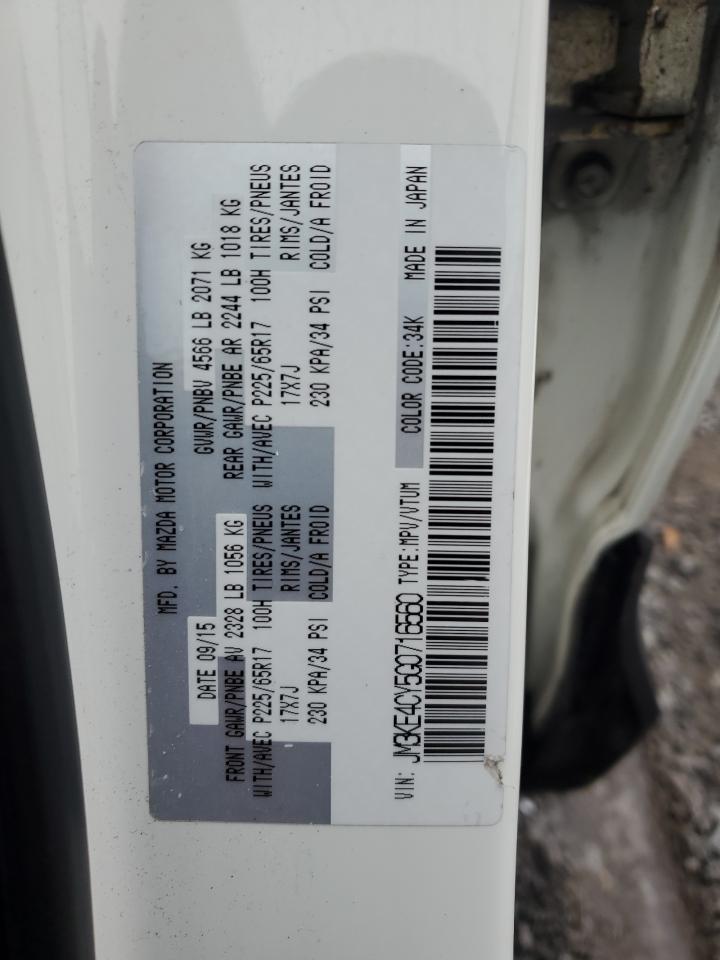 MFD. BY MAZDA MOTOR CORPORATION
DATE 09/15 GVWR/PNBV 4566 LB 2071 KG
FRONT GAWR/PNBE AV 2328 LB 1056 KG REAR GAWR/PNBE AR 2244 LB 1018 KG
WITH/AVEC P225/65R17 100H TIRES/PNEUS WITH/AVEC P225/65R17 100H TIRES/PNEUS
17X7J RIMS/JANTES 17X7J RIMS/JANTES
230 KPA/34 PSI COLD/A FROID 230 KPA/34 PSI COLD/A FROID
VIN: JM3KE4CY5G0716560 TYPE:MPV/VTUM COLOR CODE:34K MADE IN JAPAN